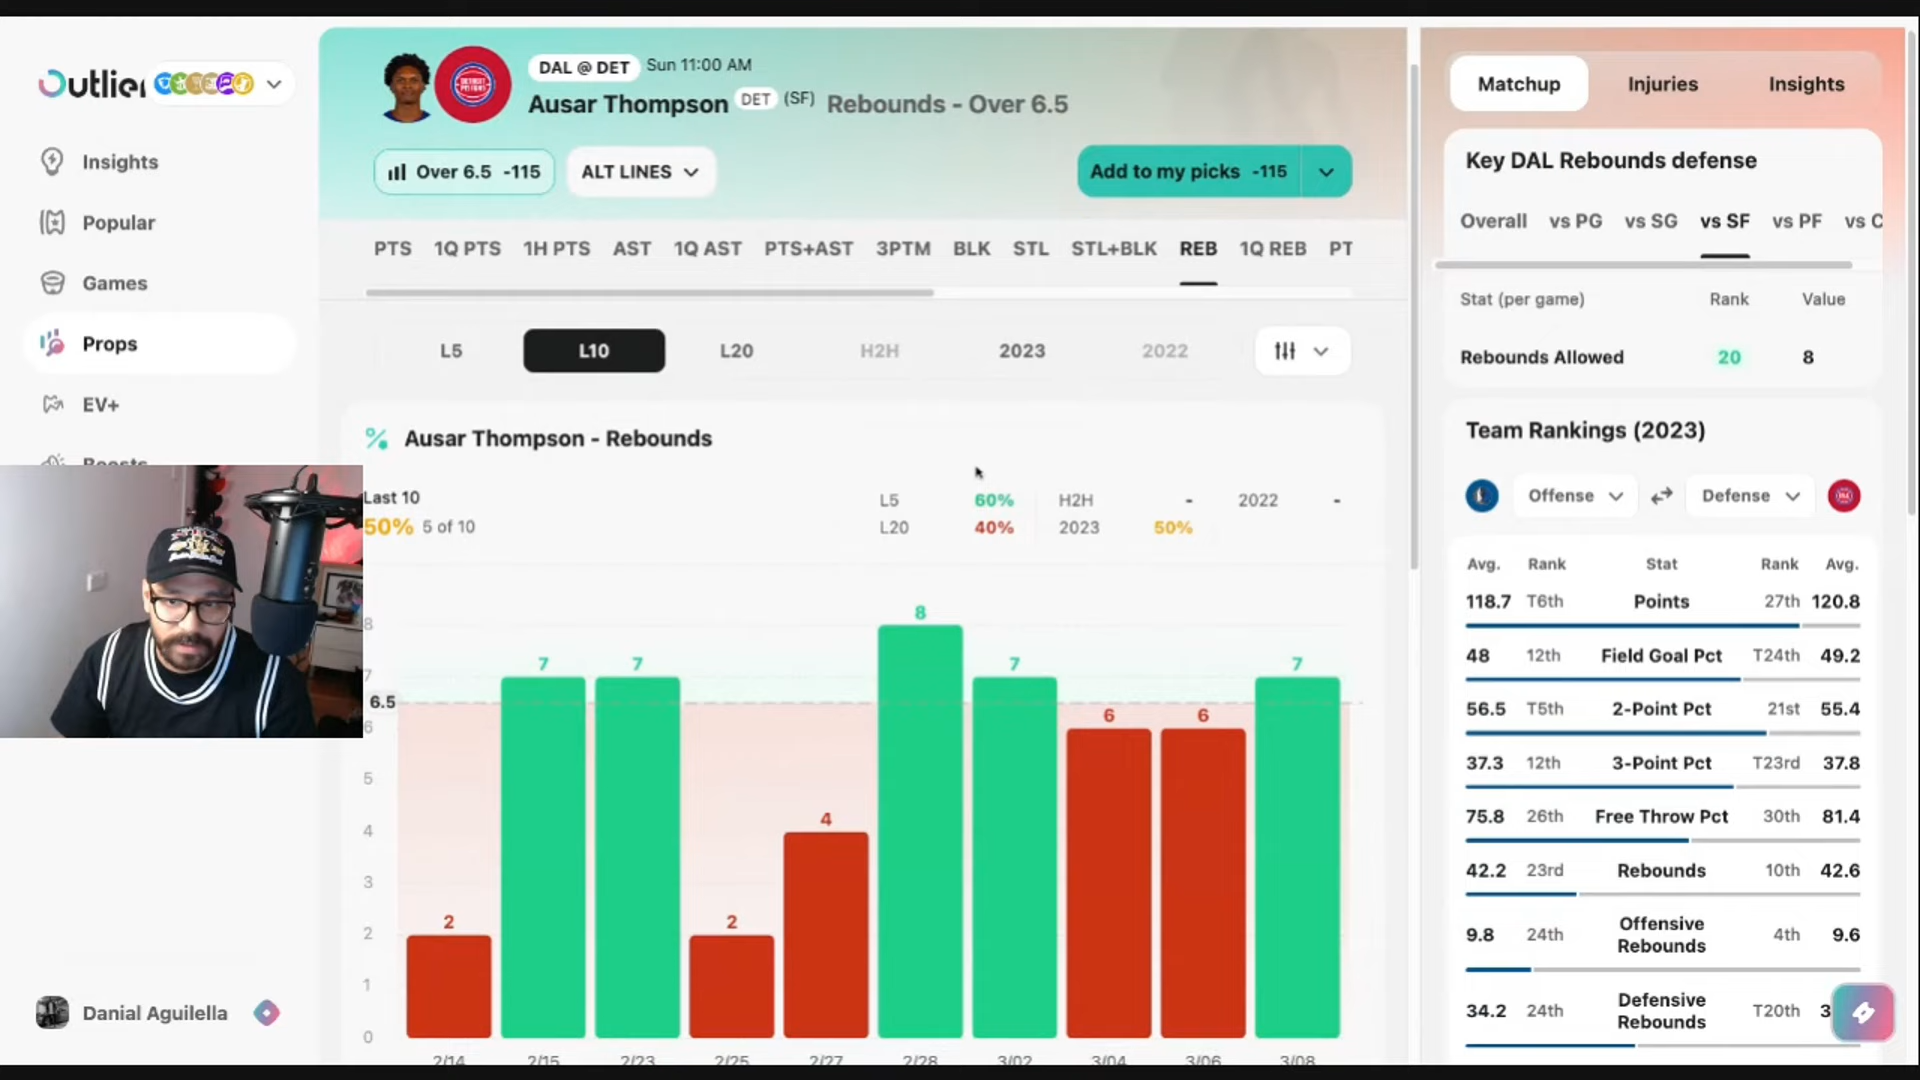 Outlier
Insights
Popular
Games
Props
EV+
Boosts
Danial Aguilella
DAL @ DET Sun 11:00 AM
Ausar Thompson DET (SF) Rebounds - Over 6.5
Over 6.5 -115
ALT LINES
Add to my picks -115
PTS 1Q PTS 1H PTS AST 1Q AST PTS+AST 3PTM BLK STL STL+BLK REB 1Q REB PT
L5 L10 L20 H2H 2023 2022
Ausar Thompson - Rebounds
Last 10
50% 5 of 10
L5 60% H2H - 2022 -
L20 40% 2023 50%
8
7
6.5
6
5
4
3
2
1
0
2 7 7 2 4 8 7 6 6 7
2/14 2/15 2/23 2/25 2/27 2/28 3/02 3/04 3/06 3/08
Matchup Injuries Insights
Key DAL Rebounds defense
Overall vs PG vs SG vs SF vs PF vs C
Stat (per game) Rank Value
Rebounds Allowed 20 8
Team Rankings (2023)
Offense Defense
Avg. Rank Stat Rank Avg.
118.7 T6th Points 27th 120.8
48 12th Field Goal Pct T24th 49.2
56.5 T5th 2-Point Pct 21st 55.4
37.3 12th 3-Point Pct T23rd 37.8
75.8 26th Free Throw Pct 30th 81.4
42.2 23rd Rebounds 10th 42.6
9.8 24th Offensive Rebounds 4th 9.6
34.2 24th Defensive Rebounds T20th 3